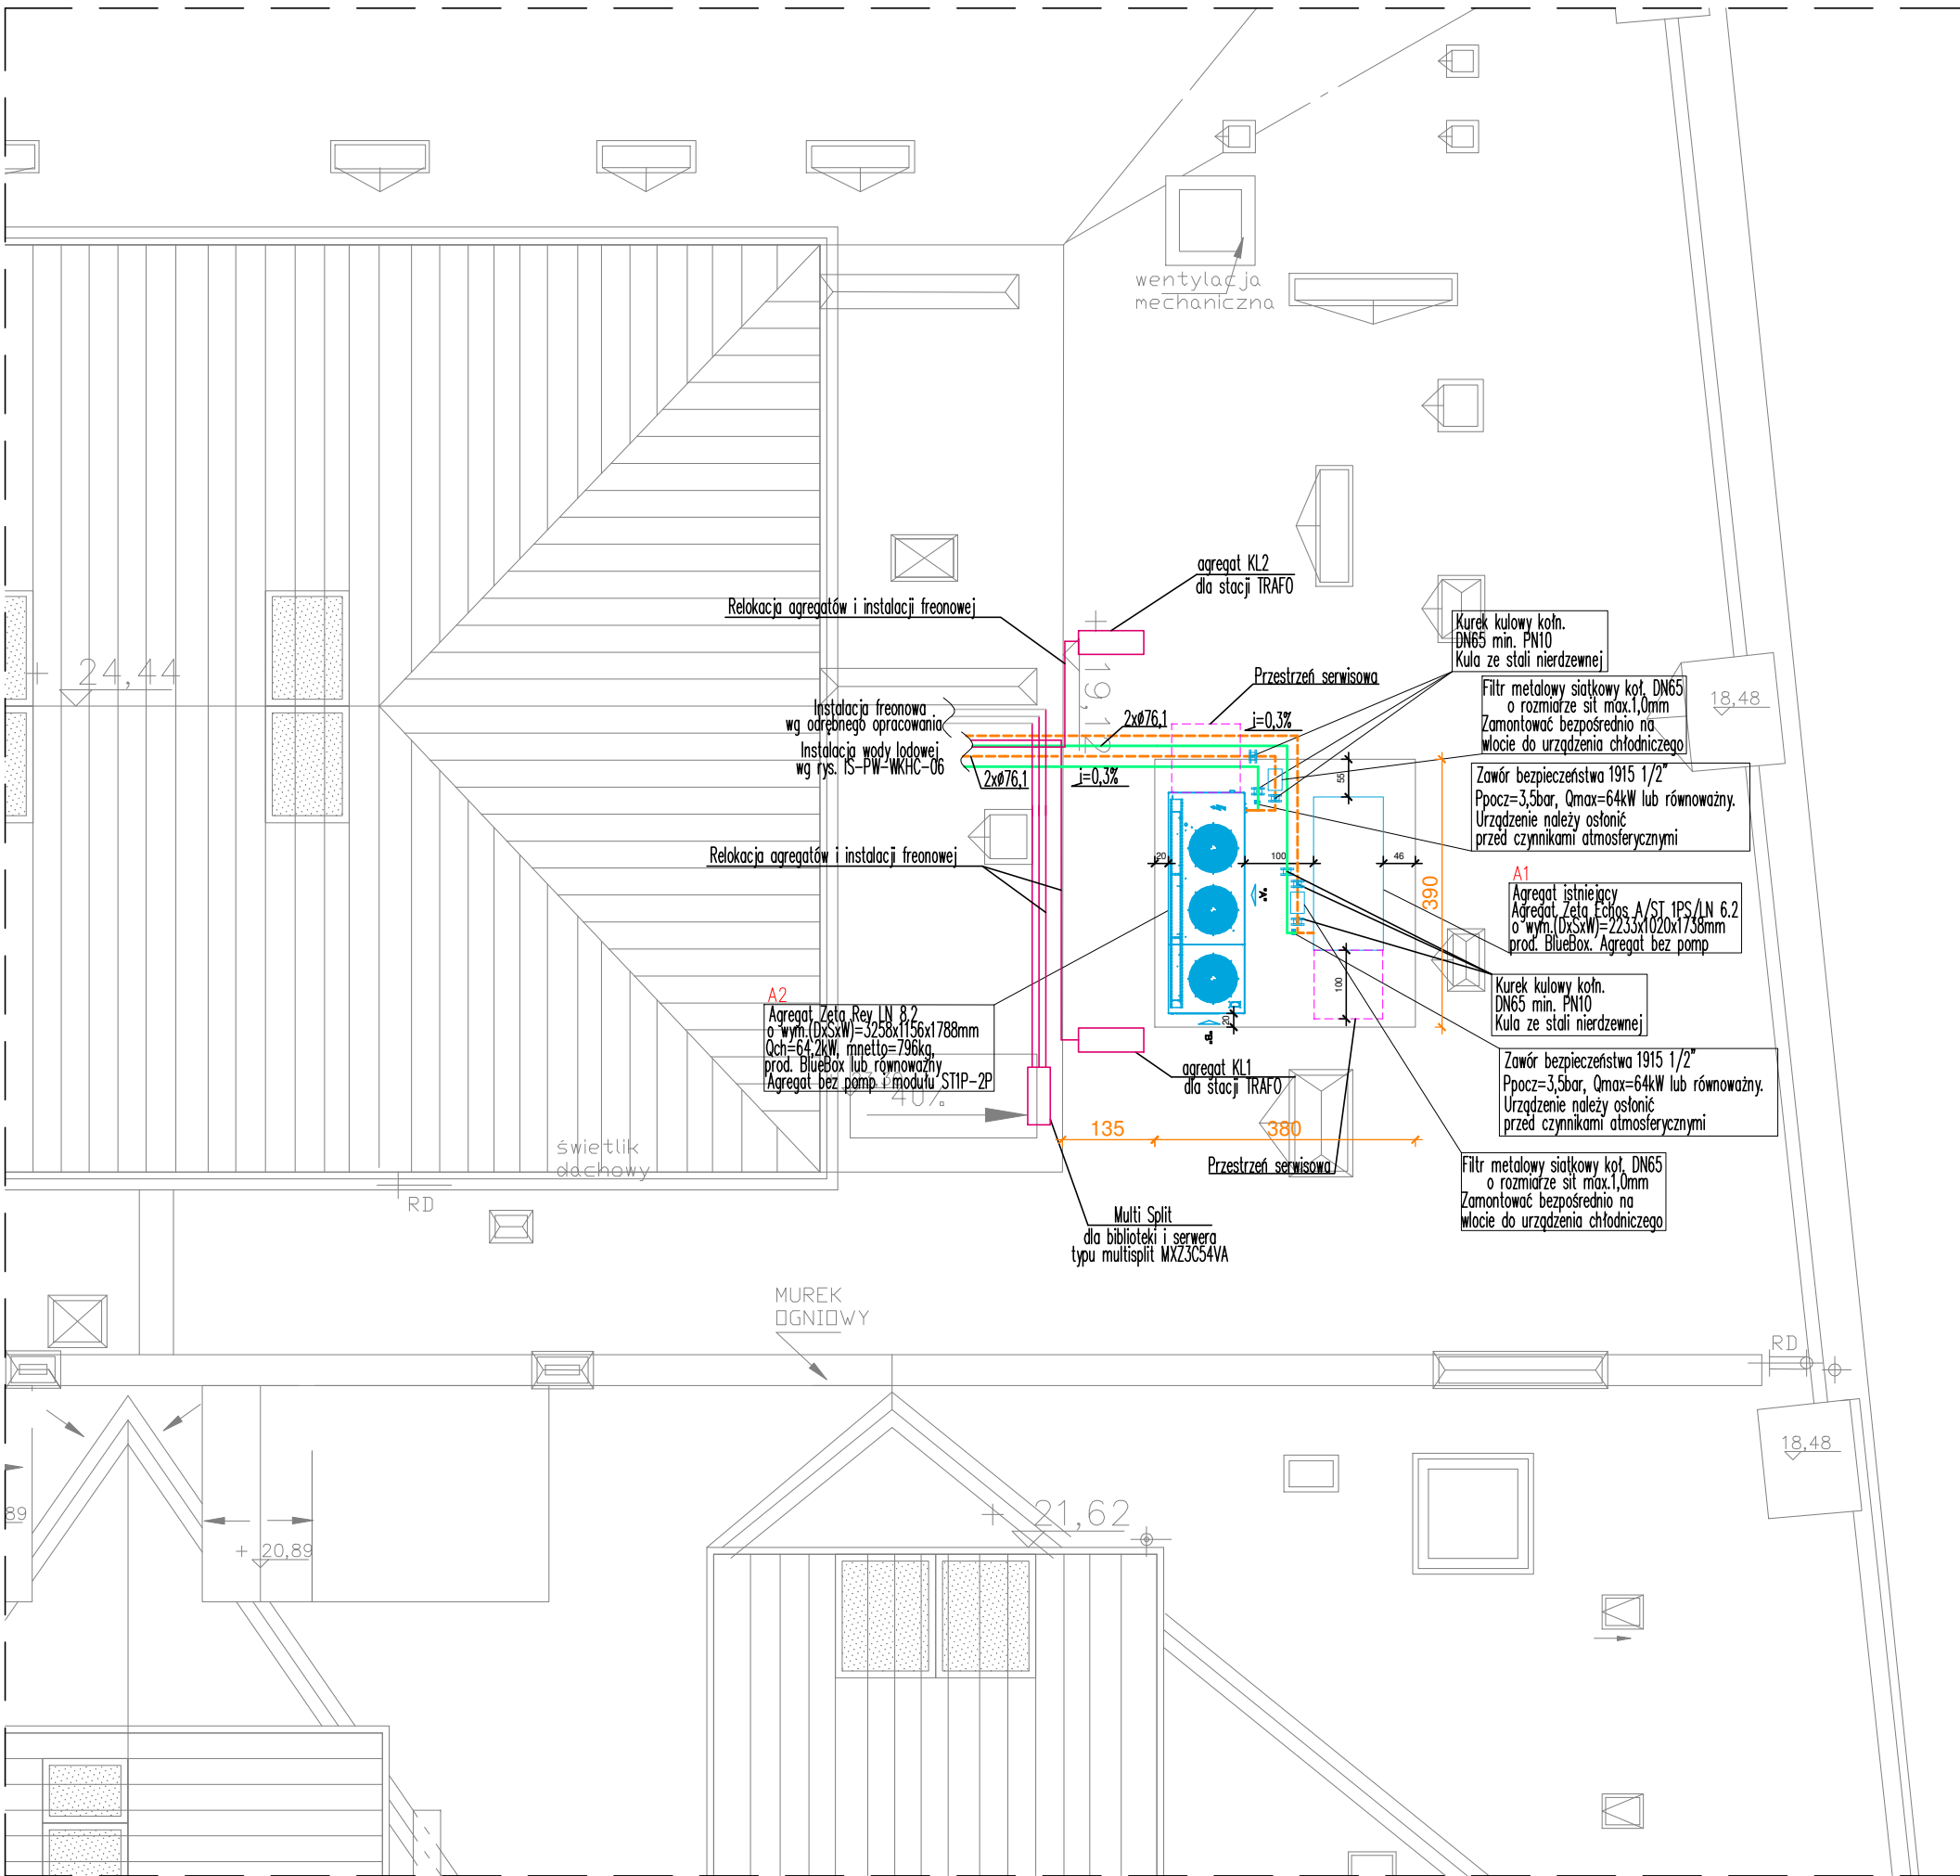 wentylacja
mechaniczna
agregat KL2
dla stacji TRAFO
Relokacja agregatów i instalacji freonowej
Kurek kulowy kołn.
DN65 min. PN10
Kula ze stali nierdzewnej
+ 24,44
19,19
Przestrzeń serwisowa
Filtr metalowy siatkowy koł. DN65
o rozmiarze sit max.1,0mm
Zamontować bezpośrednio na
wlocie do urządzenia chłodniczego
18,48
Instalacja freonowa
wg odrębnego opracowania
2xø76,1
i=0,3%
Instalacja wody lodowej
wg rys. IS-PW-WKHC-06
2xø76,1
i=0,3%
55
Zawór bezpieczeństwa 1915 1/2"
Ppocz=3,5bar, Qmax=64kW lub równoważny.
Urządzenie należy osłonić
przed czynnikami atmosferycznymi
Relokacja agregatów i instalacji freonowej
20
100
46
390
A1
Agregat istniejący
Agregat Zeta Echos A/ST 1PS/LN 6.2
o wym.(DxSxW)=2233x1020x1738mm
prod. BlueBox. Agregat bez pomp
100
20
Kurek kulowy kołn.
DN65 min. PN10
Kula ze stali nierdzewnej
A2
Agregat Zeta Rev LN 8.2
o wym.(DxSxW)=3258x1156x1788mm
Qch=64,2kW, mnetto=796kg,
prod. BlueBox lub równoważny
Agregat bez pomp i modułu ST1P-2P
40%
agregat KL1
dla stacji TRAFO
Zawór bezpieczeństwa 1915 1/2"
Ppocz=3,5bar, Qmax=64kW lub równoważny.
Urządzenie należy osłonić
przed czynnikami atmosferycznymi
135
380
świetlik
dachowy
Przestrzeń serwisowa
Filtr metalowy siatkowy koł. DN65
o rozmiarze sit max.1,0mm
Zamontować bezpośrednio na
wlocie do urządzenia chłodniczego
RD
Multi Split
dla biblioteki i serwera
typu multisplit MXZ3C54VA
MUREK
OGNIOWY
RD
18,48
89
+ 21,62
+ 20,89